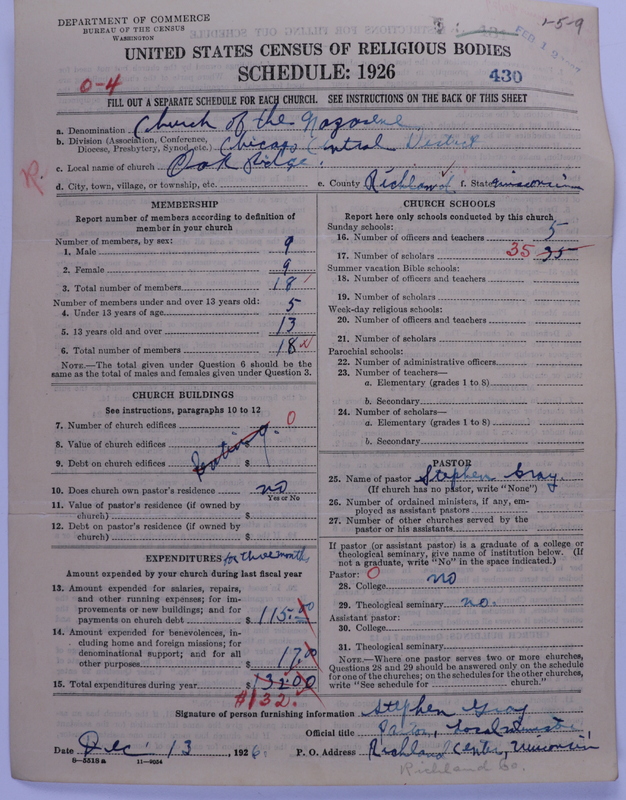 DEPARTMENT OF COMMERCE
BUREAU OF THE CENSUS
WASHINGTON
1-5-9
FEB 1 8
UNITED STATES CENSUS OF RELIGIOUS BODIES
SCHEDULE: 1926
0-4
430
FILL OUT A SEPARATE SCHEDULE FOR EACH CHURCH. SEE INSTRUCTIONS ON THE BACK OF THIS SHEET
a. Denomination Church of the Nazarene
b. Division (Association, Conference, Diocese, Presbytery, Synod, etc.) Chicago Central District
c. Local name of church Oak Ridge.
R.
d. City, town, village, or township, etc. e. County Richland f. State Wisconsin
MEMBERSHIP
Report number of members according to definition of
member in your church
Number of members, by sex:
1. Male 9
2. Female 9
3. Total number of members 18
Number of members under and over 13 years old:
4. Under 13 years of age 5
5. 13 years old and over 13
6. Total number of members 18
NOTE.—The total given under Question 6 should be
same as the total of males and females given under Question 3.
CHURCH BUILDINGS
See instructions, paragraphs 10 to 12
7. Number of church edifices 0
8. Value of church edifices
9. Debt on church edifices $
10. Does church own pastor's residence no
Yes or No
11. Value of pastor's residence (if owned by
church) $
12. Debt on pastor's residence (if owned by
church) $
EXPENDITURES for three months
Amount expended by your church during last fiscal year
13. Amount expended for salaries, repairs,
and other running expenses; for im-
provements or new buildings; and for
payments on church debt $ 115.00
14. Amount expended for benevolences, in-
cluding home and foreign missions; for
denominational support; and for all
other purposes $ 17.00
15. Total expenditures during year $ 132.00
#132.
CHURCH SCHOOLS
Report here only schools conducted by this church
Sunday schools:
16. Number of officers and teachers 5
17. Number of scholars 35 35
Summer vacation Bible schools:
18. Number of officers and teachers
19. Number of scholars
Week-day religious schools:
20. Number of officers and teachers
21. Number of scholars
Parochial schools:
22. Number of administrative officers
23. Number of teachers—
a. Elementary (grades 1 to 8)
b. Secondary
24. Number of scholars—
a. Elementary (grades 1 to 8)
b. Secondary
PASTOR
25. Name of pastor Stephen Gray.
(If church has no pastor, write "None")
26. Number of ordained ministers, if any, em-
ployed as assistant pastors
27. Number of other churches served by the
pastor or his assistants
If pastor (or assistant pastor) is a graduate of a college or
theological seminary, give name of institution below. (If
not a graduate, write "No" in the space indicated.)
Pastor: 0
28. College no
29. Theological seminary no.
Assistant pastor:
30. College
31. Theological seminary
NOTE.—Where one pastor serves two or more churches,
Questions 28 and 29 should be answered only on the schedule
for one of the churches; on the schedules for the other churches,
write "See schedule for church."
Signature of person furnishing information Stephen Gray
Official title Pastor, Local minister
Date Dec. 13, 1926. P. O. Address Richland Center, Wisconsin
Richland Co.
8-5518 a 11-9054